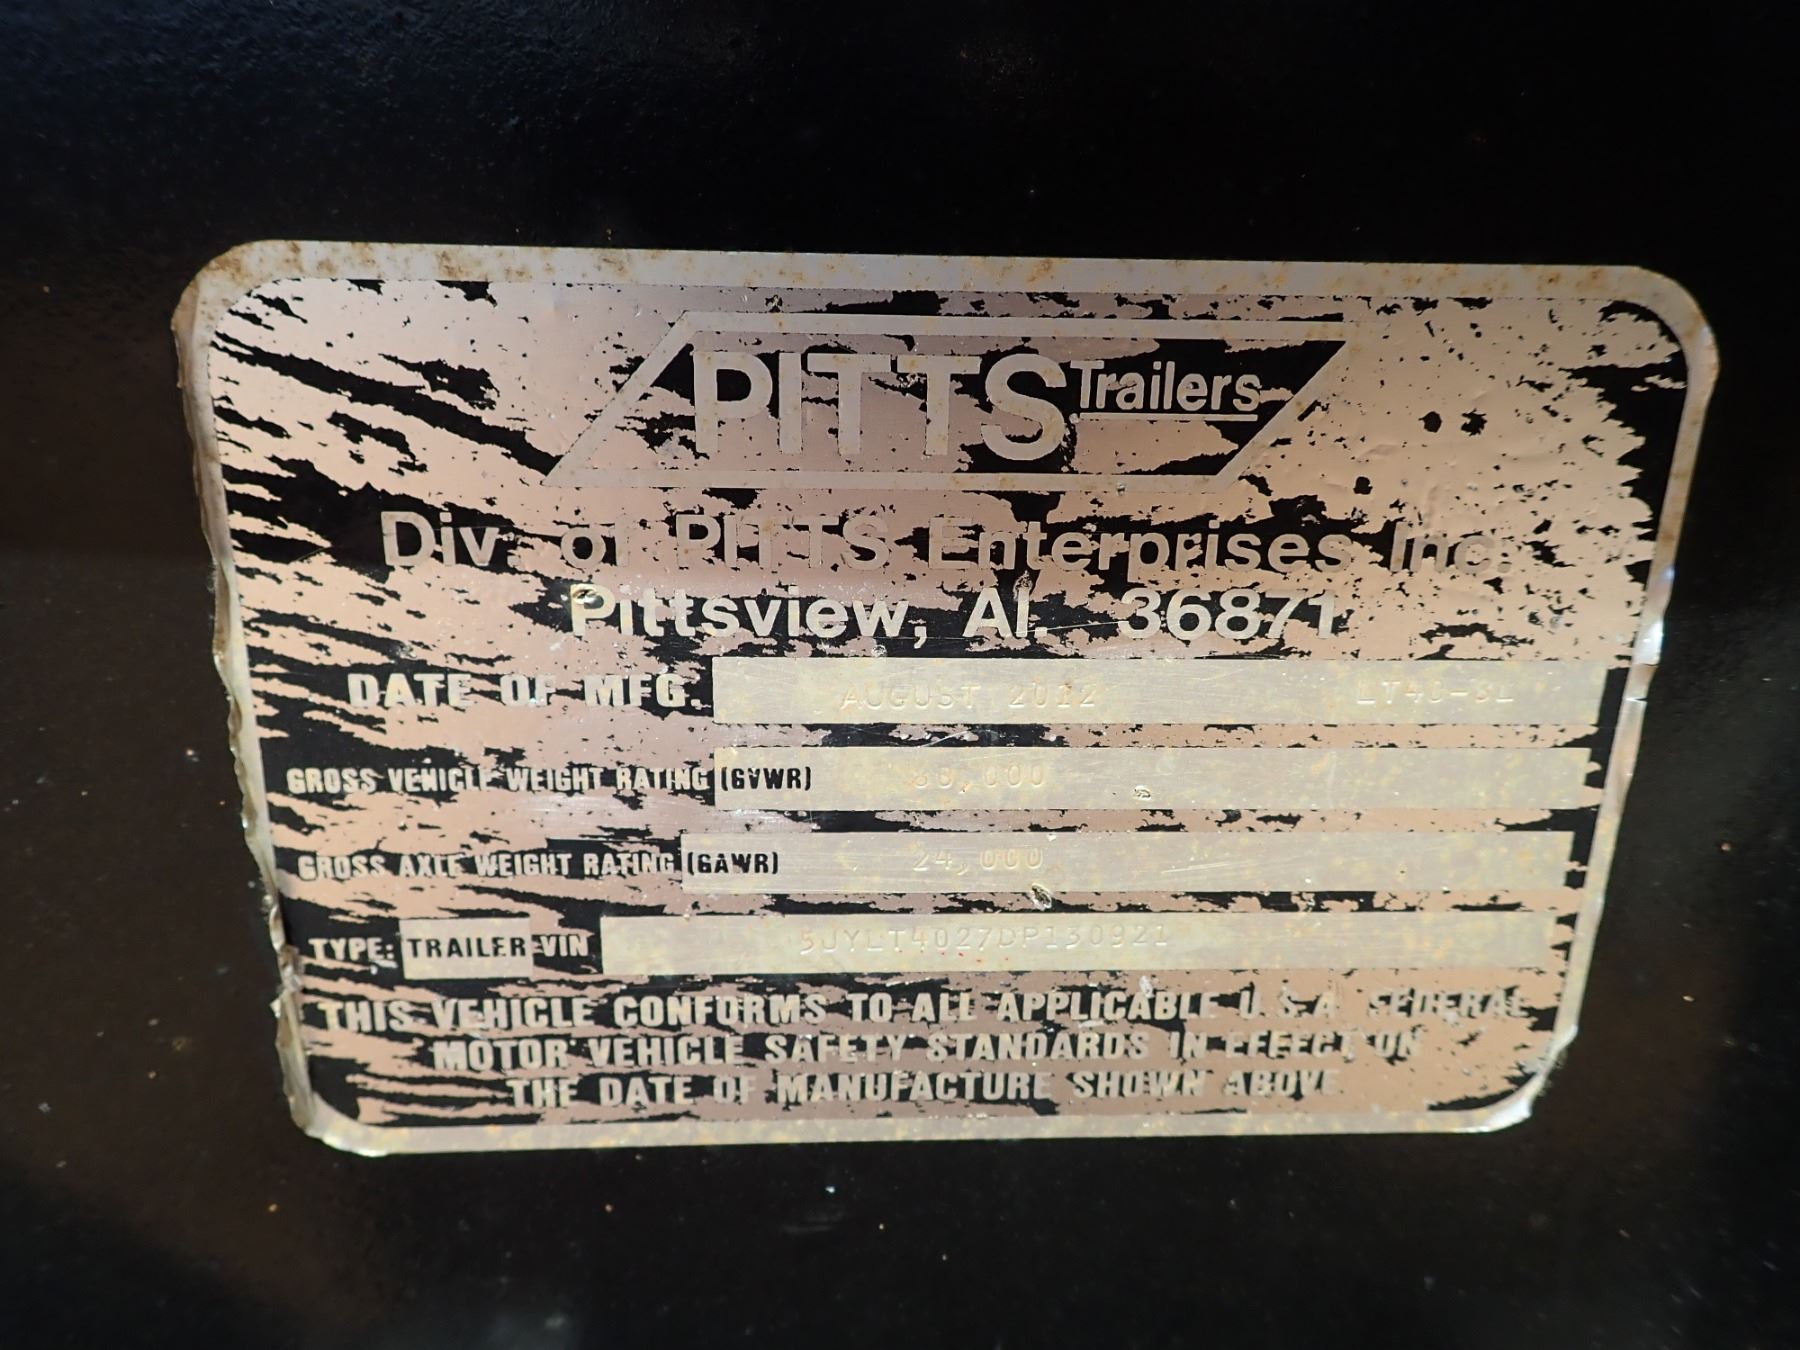 PITTS Trailers
Div. of PITTS Enterprises Inc.
Pittsview, Al. 36871
DATE OF MFG. AUGUST 2012
GROSS VEHICLE WEIGHT RATING (GVWR)
GROSS AXLE WEIGHT RATING (GAWR) 24,000
TYPE: TRAILER VIN 5JYLT4027DP130921
THIS VEHICLE CONFORMS TO ALL APPLICABLE U.S.A. FEDERAL
MOTOR VEHICLE SAFETY STANDARDS IN EFFECT ON
THE DATE OF MANUFACTURE SHOWN ABOVE.